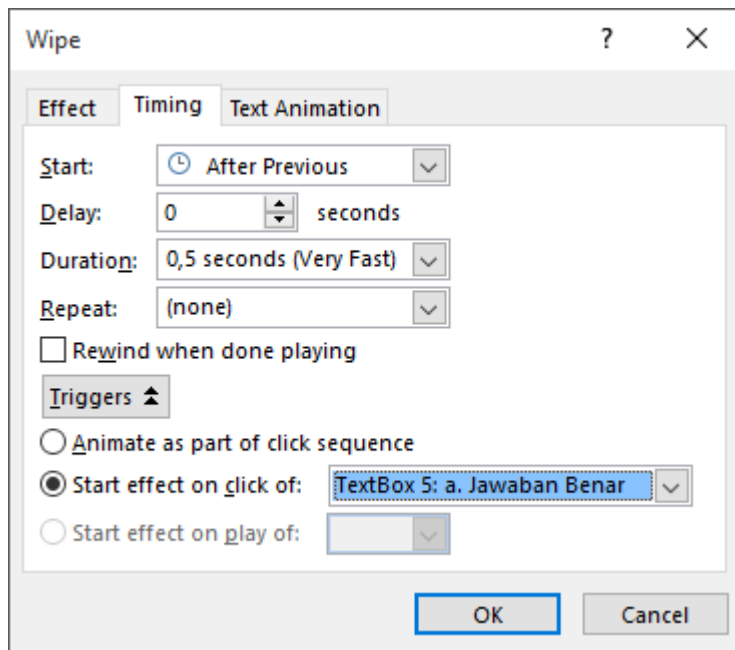 Wipe ?
Effect Timing Text Animation
Start: After Previous
Delay: 0 seconds
Duration: 0,5 seconds (Very Fast)
Repeat: (none)
Rewind when done playing
Triggers
Animate as part of click sequence
Start effect on click of: TextBox 5: a. Jawaban Benar
Start effect on play of:
OK Cancel